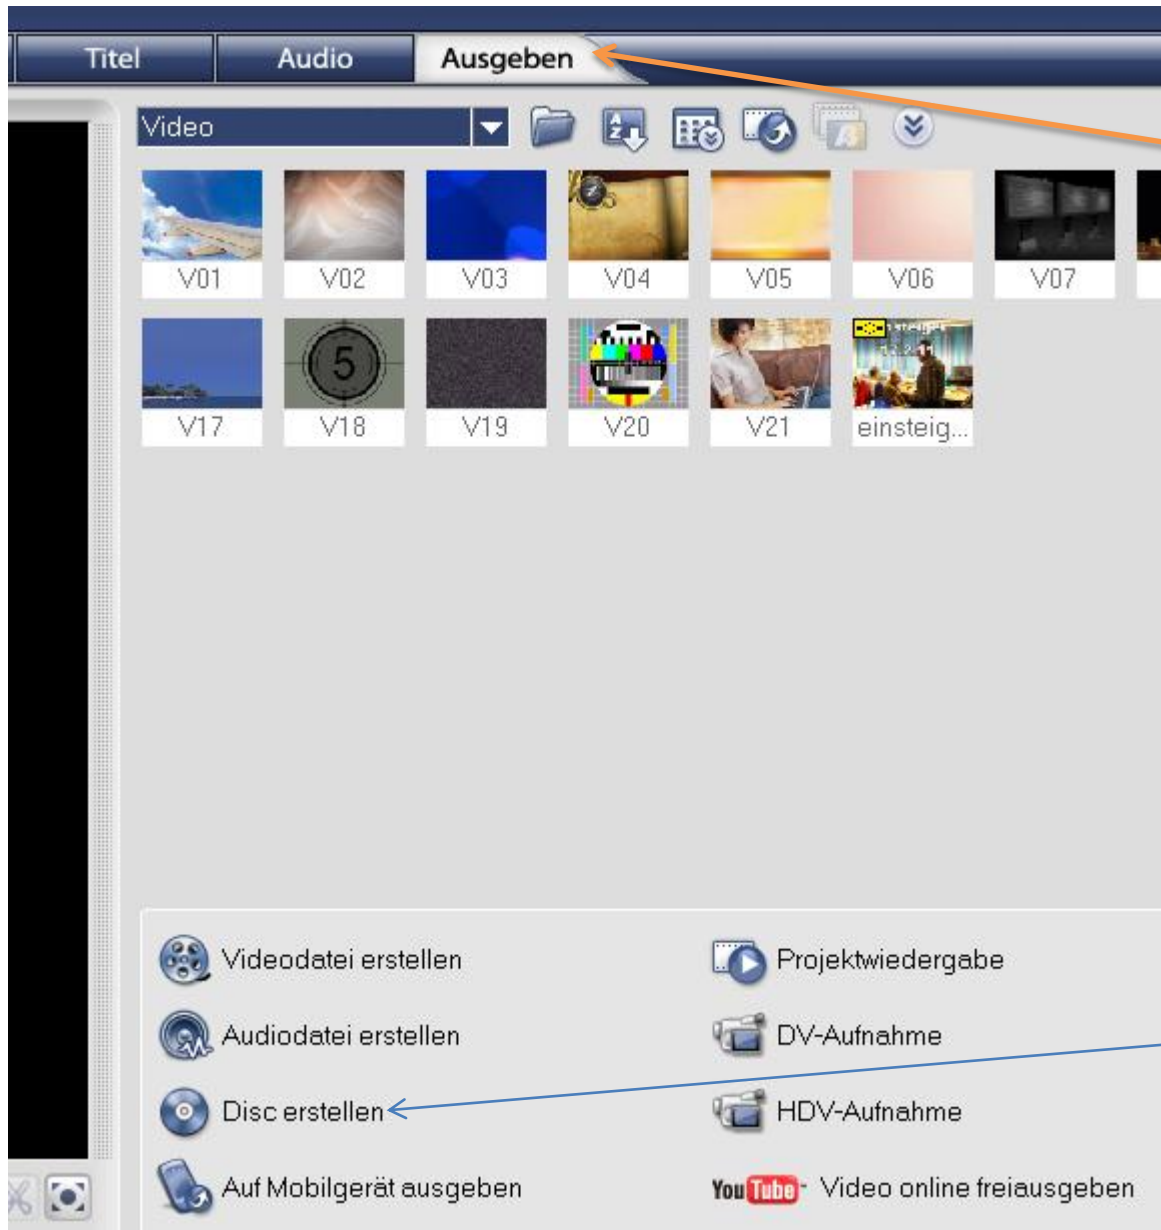 Titel Audio Ausgeben
Video
V01 V02 V03 V04 V05 V06 V07
5
V17 V18 V19 V20 V21 einsteig...
Videodatei erstellen Projektwiedergabe
Audiodatei erstellen DV-Aufnahme
Disc erstellen HDV-Aufnahme
Auf Mobilgerät ausgeben YouTube Video online freiausgeben